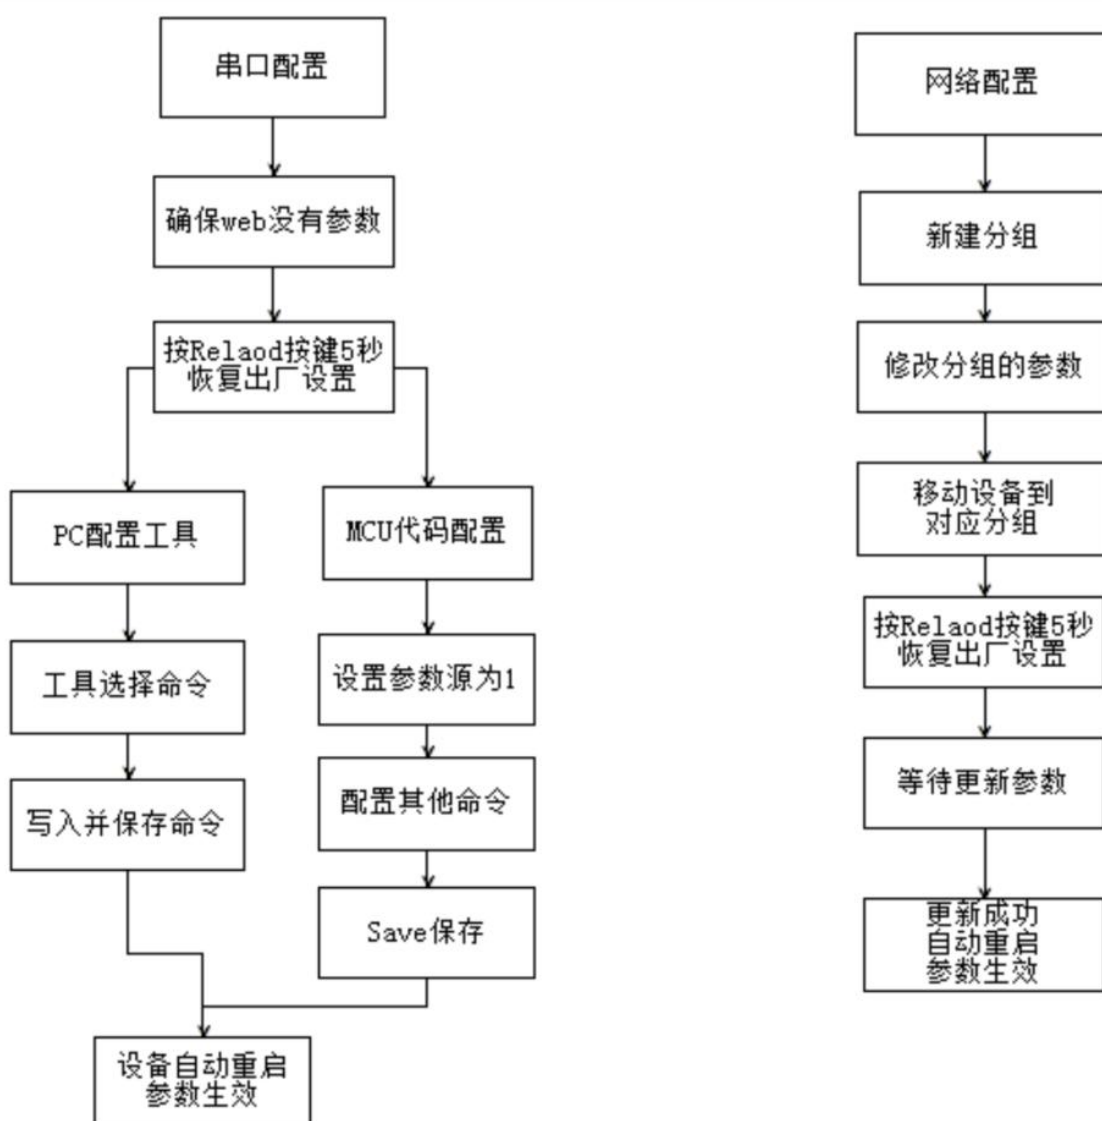 串口配置
确保web没有参数
按Relaod按键5秒
恢复出厂设置
PC配置工具
工具选择命令
写入并保存命令
MCU代码配置
设置参数源为1
配置其他命令
Save保存
设备自动重启
参数生效
网络配置
新建分组
修改分组的参数
移动设备到
对应分组
按Relaod按键5秒
恢复出厂设置
等待更新参数
更新成功
自动重启
参数生效